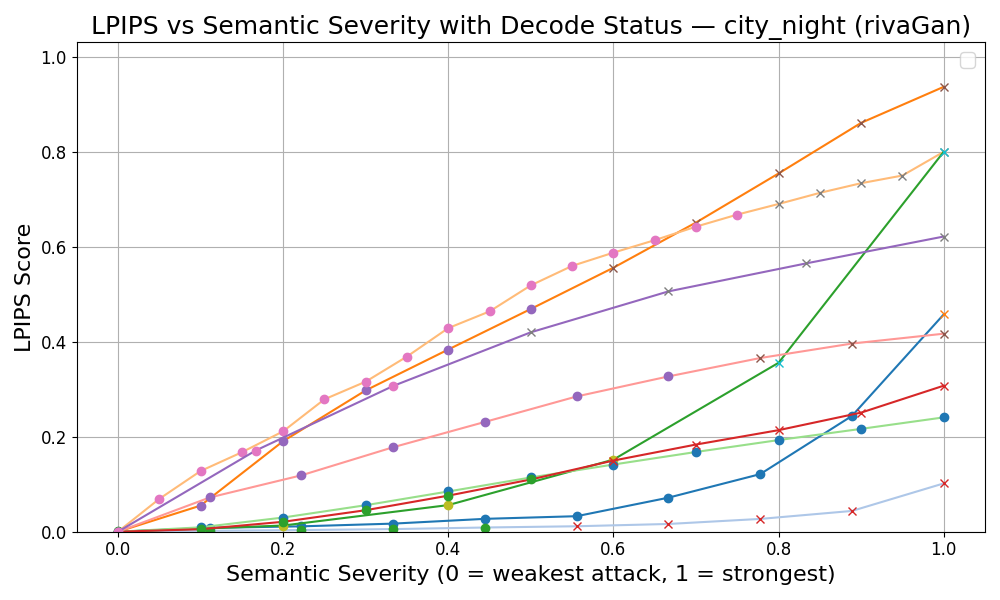 LPIPS vs Semantic Severity with Decode Status — city_night (rivaGan)
1.0
0.8
0.6
0.4
0.2
0.0
LPIPS Score
0.0 0.2 0.4 0.6 0.8 1.0
Semantic Severity (0 = weakest attack, 1 = strongest)